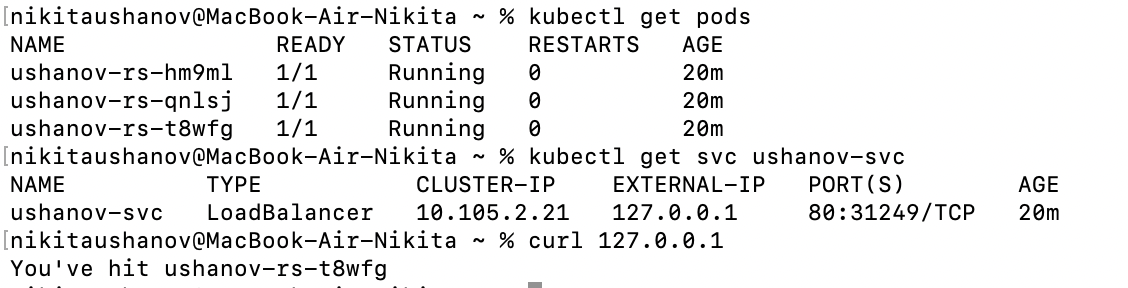 [nikitaushanov@MacBook-Air-Nikita ~ % kubectl get pods
NAME READY STATUS RESTARTS AGE
ushanov-rs-hm9ml 1/1 Running 0 20m
ushanov-rs-qnlsj 1/1 Running 0 20m
ushanov-rs-t8wfg 1/1 Running 0 20m
[nikitaushanov@MacBook-Air-Nikita ~ % kubectl get svc ushanov-svc
NAME TYPE CLUSTER-IP EXTERNAL-IP PORT(S) AGE
ushanov-svc LoadBalancer 10.105.2.21 127.0.0.1 80:31249/TCP 20m
[nikitaushanov@MacBook-Air-Nikita ~ % curl 127.0.0.1
You've hit ushanov-rs-t8wfg